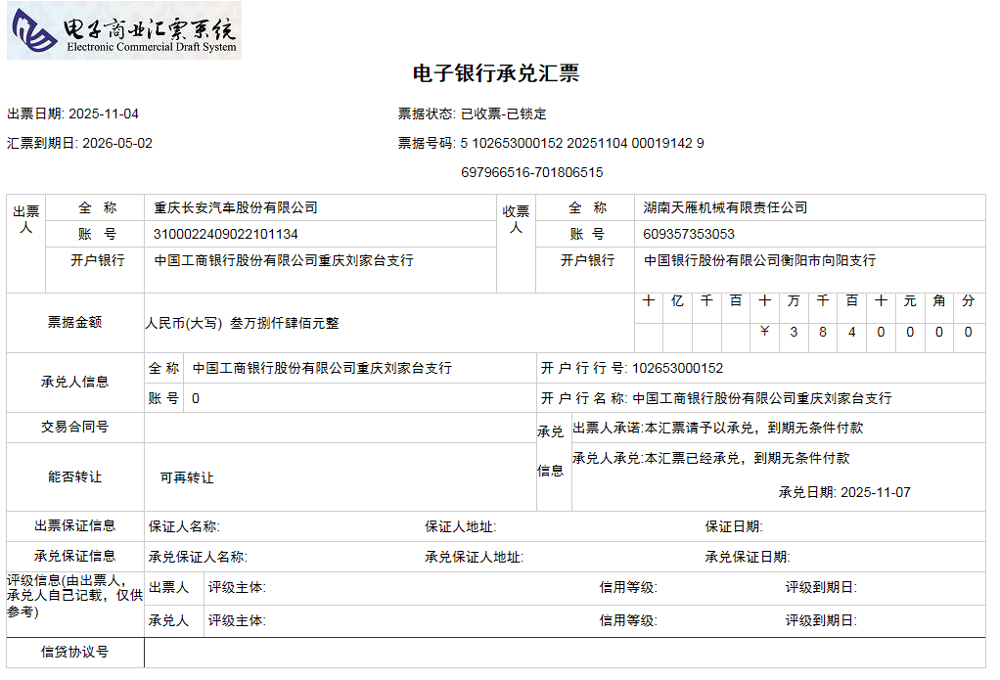 电子商业汇票系统
Electronic Commercial Draft System
电子银行承兑汇票
出票日期: 2025-11-04 票据状态: 已收票-已锁定
汇票到期日: 2026-05-02 票据号码: 5 102653000152 20251104 00019142 9
697966516-701806515
出票人 全 称 重庆长安汽车股份有限公司 收票人 全 称 湖南天雁机械有限责任公司
账 号 3100022409022101134 账 号 609357353053
开户银行 中国工商银行股份有限公司重庆刘家台支行 开户银行 中国银行股份有限公司衡阳市向阳支行
票据金额 人民币(大写) 叁万捌仟肆佰元整 十 亿 千 百 十 万 千 百 十 元 角 分
¥ 3 8 4 0 0 0 0
承兑人信息 全 称 中国工商银行股份有限公司重庆刘家台支行 开 户 行 行 号: 102653000152
账 号 0 开 户 行 名 称: 中国工商银行股份有限公司重庆刘家台支行
交易合同号 承兑信息 出票人承诺:本汇票请予以承兑，到期无条件付款
能否转让 可再转让 承兑人承兑:本汇票已经承兑，到期无条件付款
承兑日期: 2025-11-07
出票保证信息 保证人名称: 保证人地址: 保证日期:
承兑保证信息 承兑保证人名称: 承兑保证人地址: 承兑保证日期:
评级信息(由出票人，承兑人自己记载，仅供参考) 出票人 评级主体: 信用等级: 评级到期日:
承兑人 评级主体: 信用等级: 评级到期日:
信贷协议号